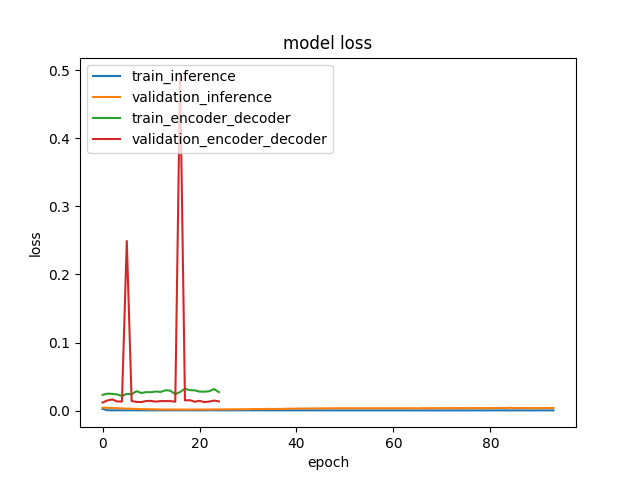 model loss
train_inference
validation_inference
train_encoder_decoder
validation_encoder_decoder
0.5
0.4
0.3
0.2
0.1
0.0
loss
0 20 40 60 80
epoch